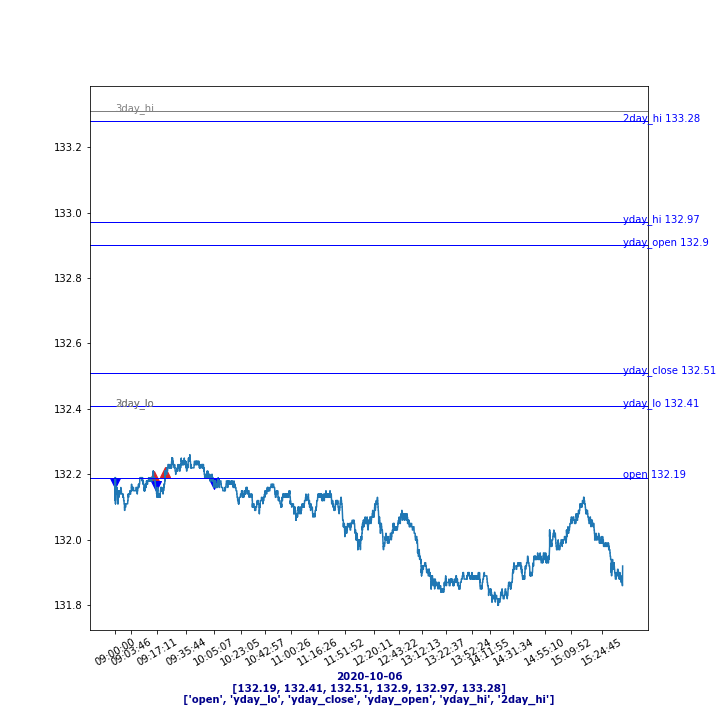 3day_hi
2day_hi 133.28
133.2
133.0
yday_hi 132.97
yday_open 132.9
132.8
132.6
yday_close 132.51
132.4
3day_lo
yday_lo 132.41
132.2
open 132.19
132.0
131.8
09:00:00
09:03:46
09:17:11
09:35:44
10:05:07
10:23:05
10:42:57
11:00:26
11:16:26
11:51:52
12:20:11
12:43:22
13:12:13
13:22:37
13:52:24
14:11:55
14:31:34
14:55:10
15:09:52
15:24:45
2020-10-06
[132.19, 132.41, 132.51, 132.9, 132.97, 133.28]
['open', 'yday_lo', 'yday_close', 'yday_open', 'yday_hi', '2day_hi']